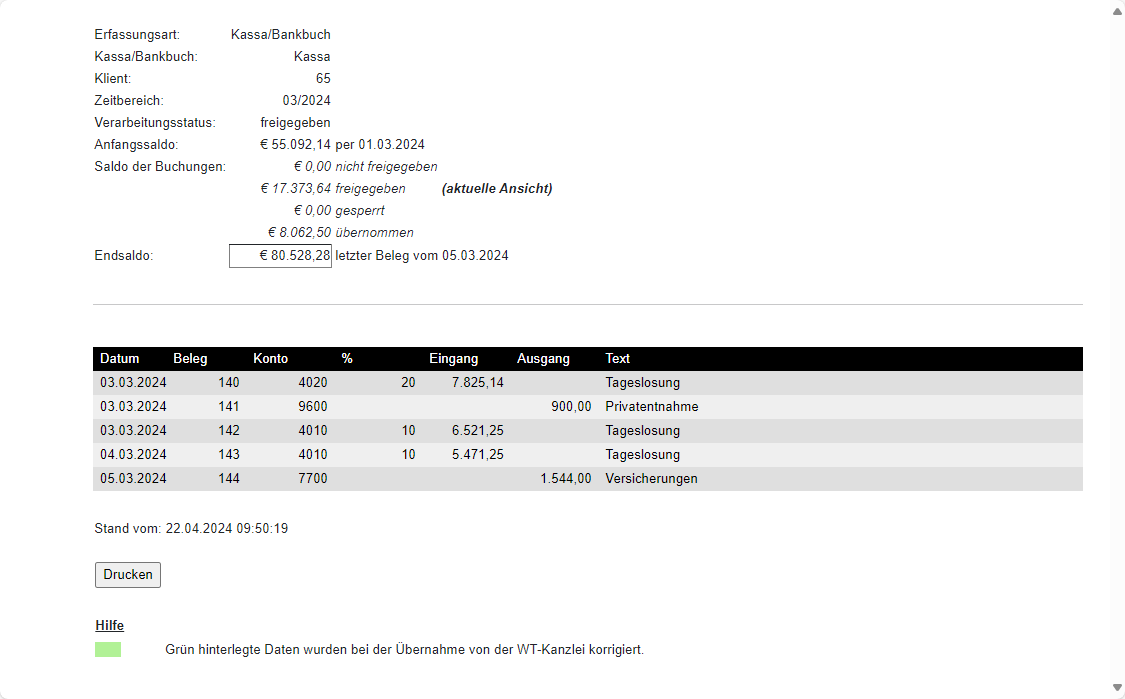 Erfassungsart: Kassa/Bankbuch
Kassa/Bankbuch: Kassa
Klient: 65
Zeitbereich: 03/2024
Verarbeitungsstatus: freigegeben
Anfangssaldo: € 55.092,14 per 01.03.2024
Saldo der Buchungen: € 0,00 nicht freigegeben
€ 17.373,64 freigegeben (aktuelle Ansicht)
€ 0,00 gesperrt
€ 8.062,50 übernommen
Endsaldo: € 80.528,28 letzter Beleg vom 05.03.2024
Datum Beleg Konto % Eingang Ausgang Text
03.03.2024 140 4020 20 7.825,14 Tageslosung
03.03.2024 141 9600 900,00 Privatentnahme
03.03.2024 142 4010 10 6.521,25 Tageslosung
04.03.2024 143 4010 10 5.471,25 Tageslosung
05.03.2024 144 7700 1.544,00 Versicherungen
Stand vom: 22.04.2024 09:50:19
Drucken
Hilfe
Grün hinterlegte Daten wurden bei der Übernahme von der WT-Kanzlei korrigiert.